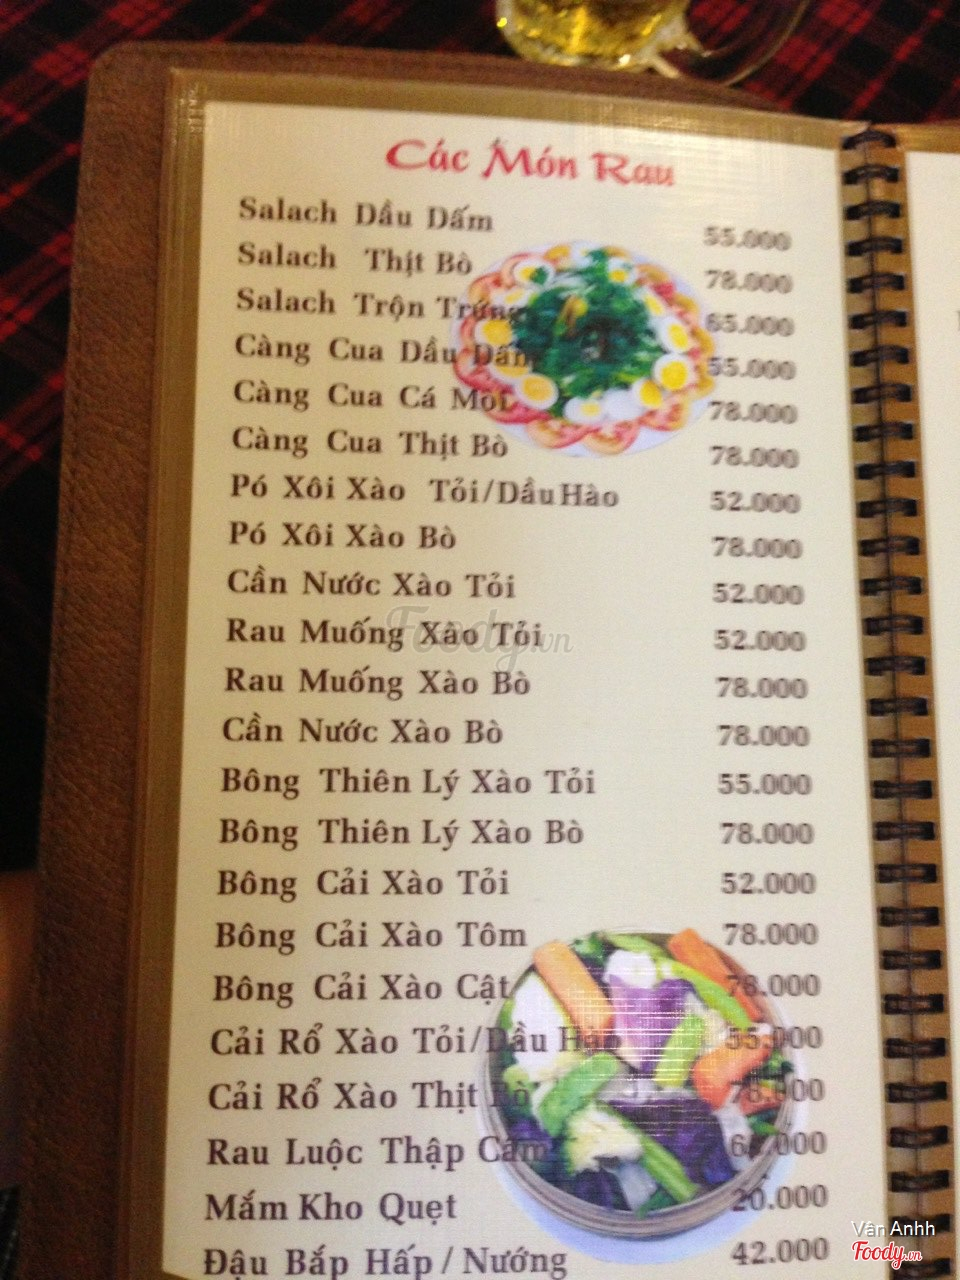 Các Món Rau
Salach Dầu Dấm 55.000
Salach Thịt Bò 78.000
Salach Trộn Trứng 65.000
Càng Cua Dầu Dấm 55.000
Càng Cua Cá Mòi 78.000
Càng Cua Thịt Bò 78.000
Pó Xôi Xào Tỏi/Dầu Hào 52.000
Pó Xôi Xào Bò 78.000
Cần Nước Xào Tỏi 52.000
Rau Muống Xào Tỏi 52.000
Foody.vn
Rau Muống Xào Bò 78.000
Cần Nước Xào Bò 78.000
Bông Thiên Lý Xào Tỏi 55.000
Bông Thiên Lý Xào Bò 78.000
Bông Cải Xào Tỏi 52.000
Bông Cải Xào Tôm 78.000
Bông Cải Xào Cật 78.000
Cải Rổ Xào Tỏi/Dầu Hào 55.000
Cải Rổ Xào Thịt Bò 78.000
Rau Luộc Thập Cẩm
Mắm Kho Quẹt 20.000
Đậu Bắp Hấp / Nướng 42.000
Vân Anhh
Foody.vn